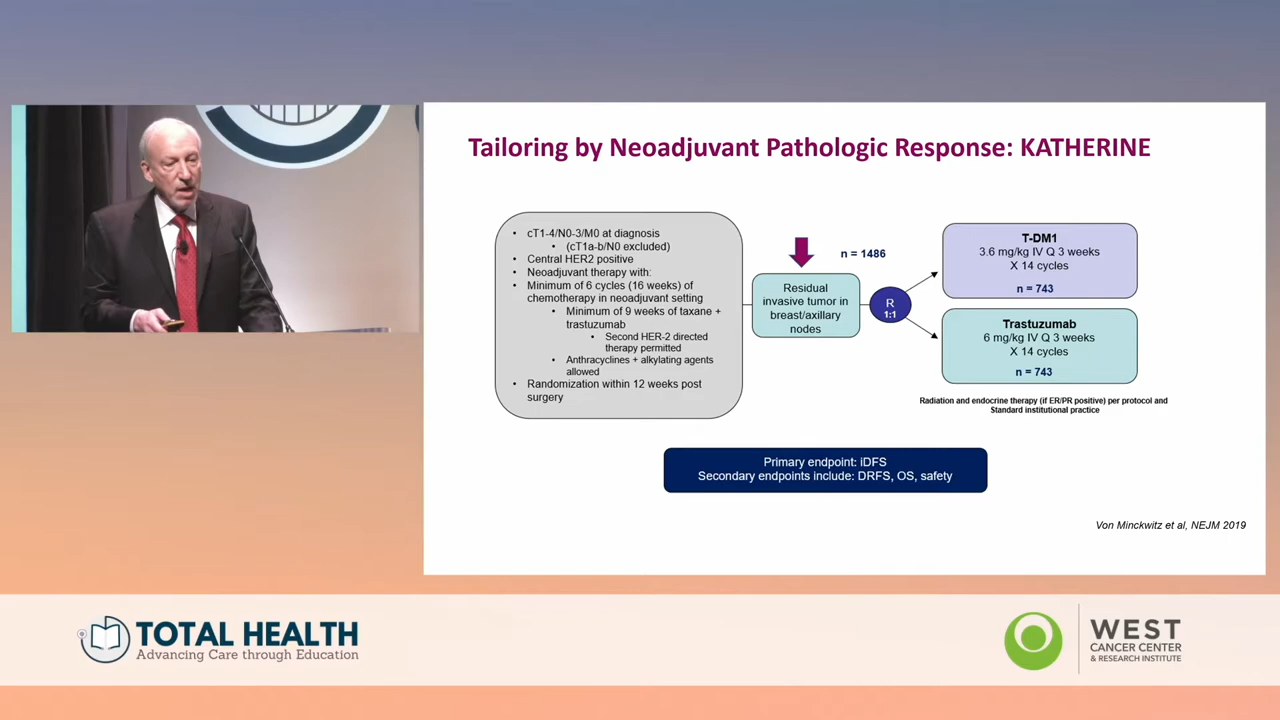 Tailoring by Neoadjuvant Pathologic Response: KATHERINE
• cT1-4/N0-3/M0 at diagnosis
• (cT1a-b/N0 excluded)
• Central HER2 positive
• Neoadjuvant therapy with:
• Minimum of 6 cycles (16 weeks) of
chemotherapy in neoadjuvant setting
• Minimum of 9 weeks of taxane +
trastuzumab
• Second HER-2 directed
therapy permitted
• Anthracyclines + alkylating agents
allowed
• Randomization within 12 weeks post
surgery
n = 1486
Residual
invasive tumor in
breast/axillary
nodes
R
1:1
T-DM1
3.6 mg/kg IV Q 3 weeks
X 14 cycles
n = 743
Trastuzumab
6 mg/kg IV Q 3 weeks
X 14 cycles
n = 743
Radiation and endocrine therapy (if ER/PR positive) per protocol and
Standard institutional practice
Primary endpoint: iDFS
Secondary endpoints include: DRFS, OS, safety
Von Minckwitz et al, NEJM 2019
TOTAL HEALTH
Advancing Care through Education
WEST
CANCER CENTER
& RESEARCH INSTITUTE